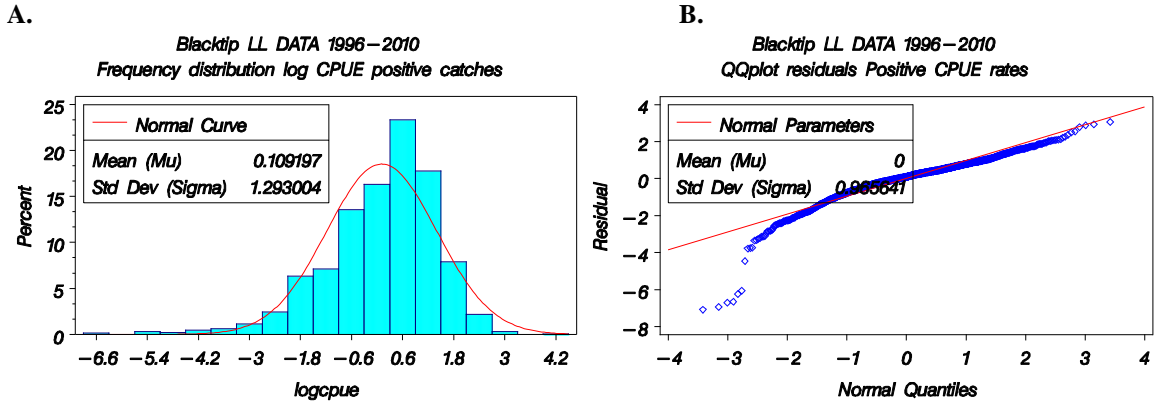 A.
Blacktip LL DATA 1996−2010
Frequency distribution log CPUE positive catches
25
20
15
10
5
0
Percent
Normal Curve
Mean (Mu) 0.109197
Std Dev (Sigma) 1.293004
−6.6 −5.4 −4.2 −3 −1.8 −0.6 0.6 1.8 3 4.2
logcpue
B.
Blacktip LL DATA 1996−2010
QQplot residuals Positive CPUE rates
4
2
0
−2
−4
−6
−8
Residual
Normal Parameters
Mean (Mu) 0
Std Dev (Sigma) 0.985641
−4 −3 −2 −1 0 1 2 3 4
Normal Quantiles